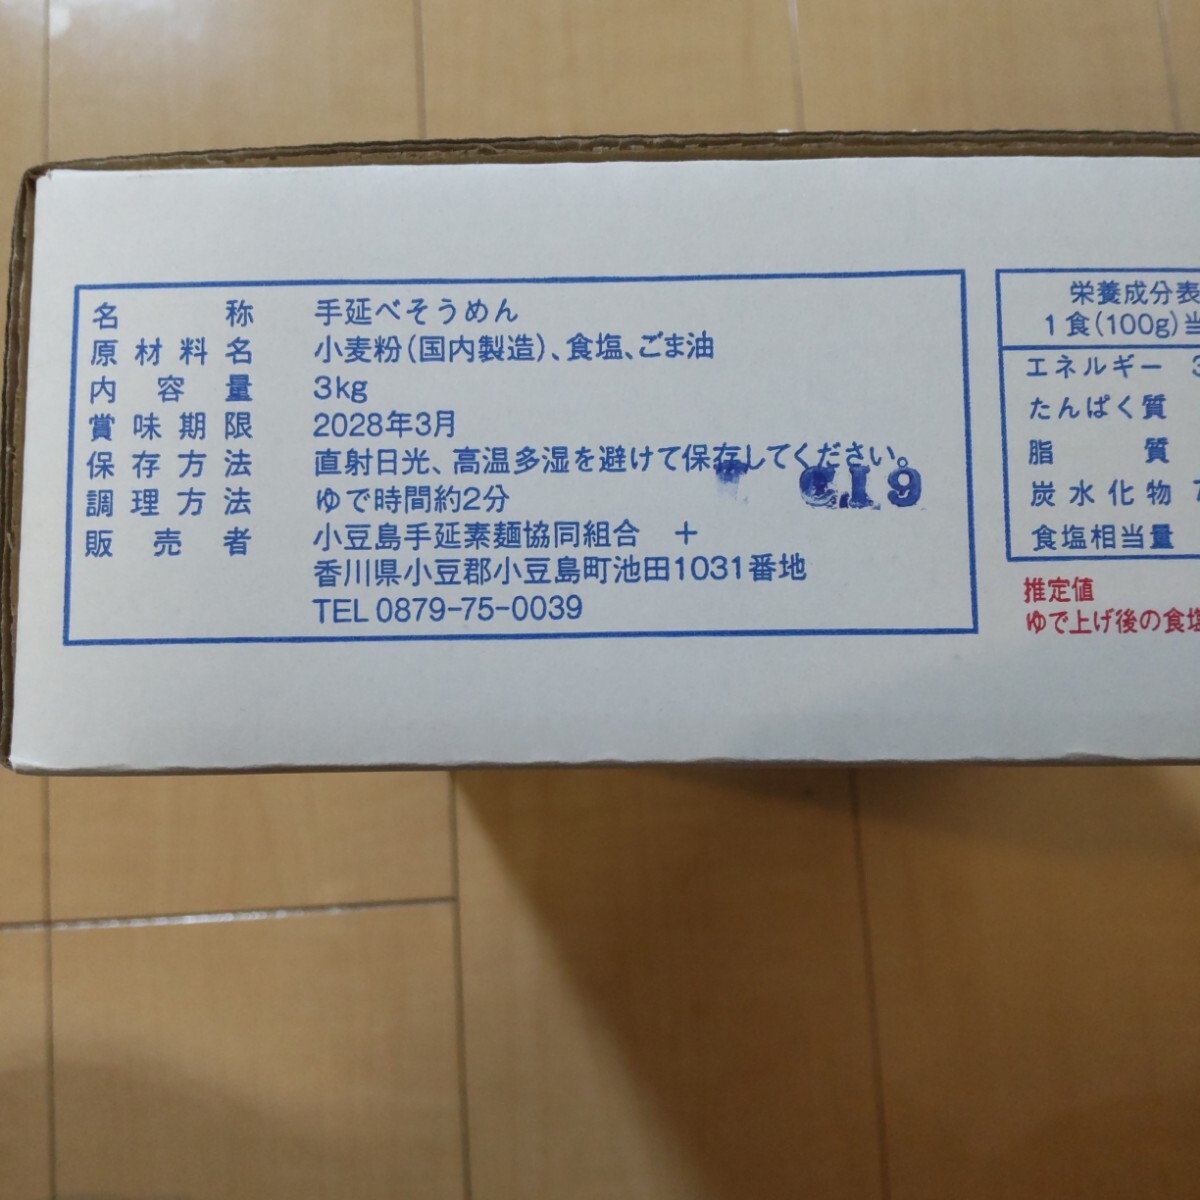 名称 手延べそうめん
原材料名 小麦粉(国内製造)、食塩、ごま油
内容量 3kg
賞味期限 2028年3月
保存方法 直射日光、高温多湿を避けて保存してください。
調理方法 ゆで時間約2分
販売者 小豆島手延素麺協同組合 +
香川県小豆郡小豆島町池田1031番地
TEL 0879-75-0039
栄養成分表
1食(100g)当
エネルギー 3
たんぱく質
脂質
炭水化物 7
食塩相当量
推定値
ゆで上げ後の食塩